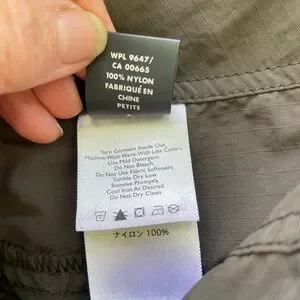 WPL 9647/
CA 00665
100% NYLON
FABRIQUÉ EN
CHINE
PETITE
Turn Garment Inside Out.
Machine Wash Warm With Like Colors.
Use Mild Detergent.
Do Not Bleach.
Do Not Use Fabric Softeners.
Tumble Dry Low
Remove Promptly.
Cool Iron As Desired.
Do Not Dry Clean.
ナイロン 100%